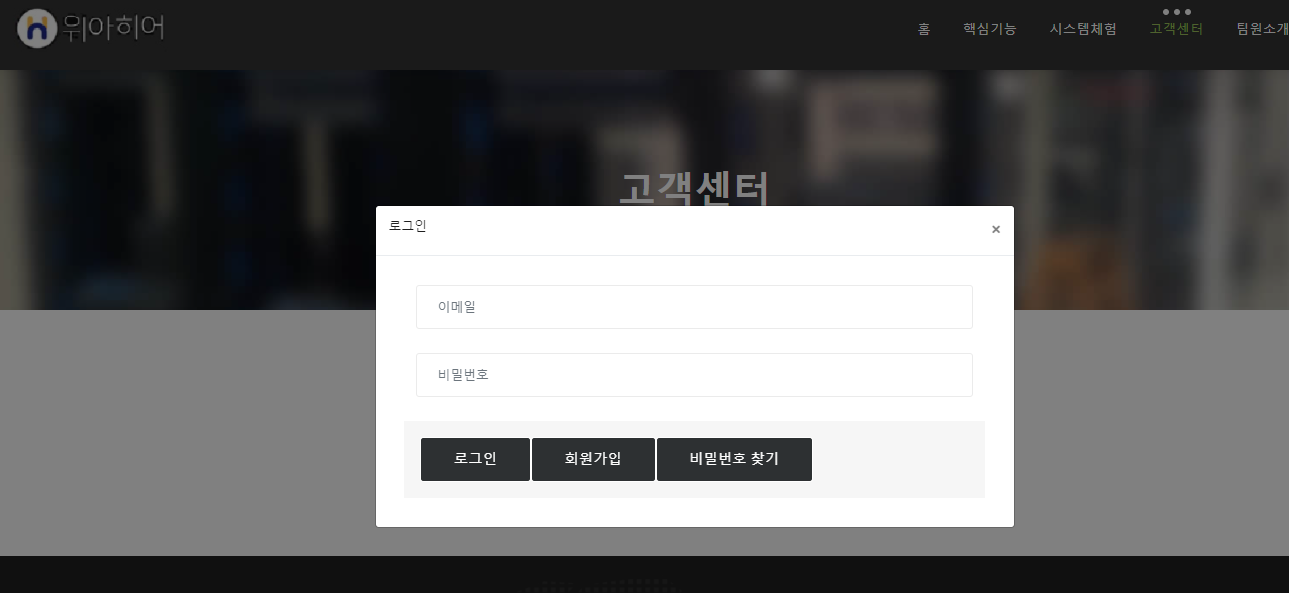 위아히어
홈 핵심기능 시스템체험 고객센터 팀원소개
고객센터
로그인 ×
이메일
비밀번호
로그인 회원가입 비밀번호 찾기